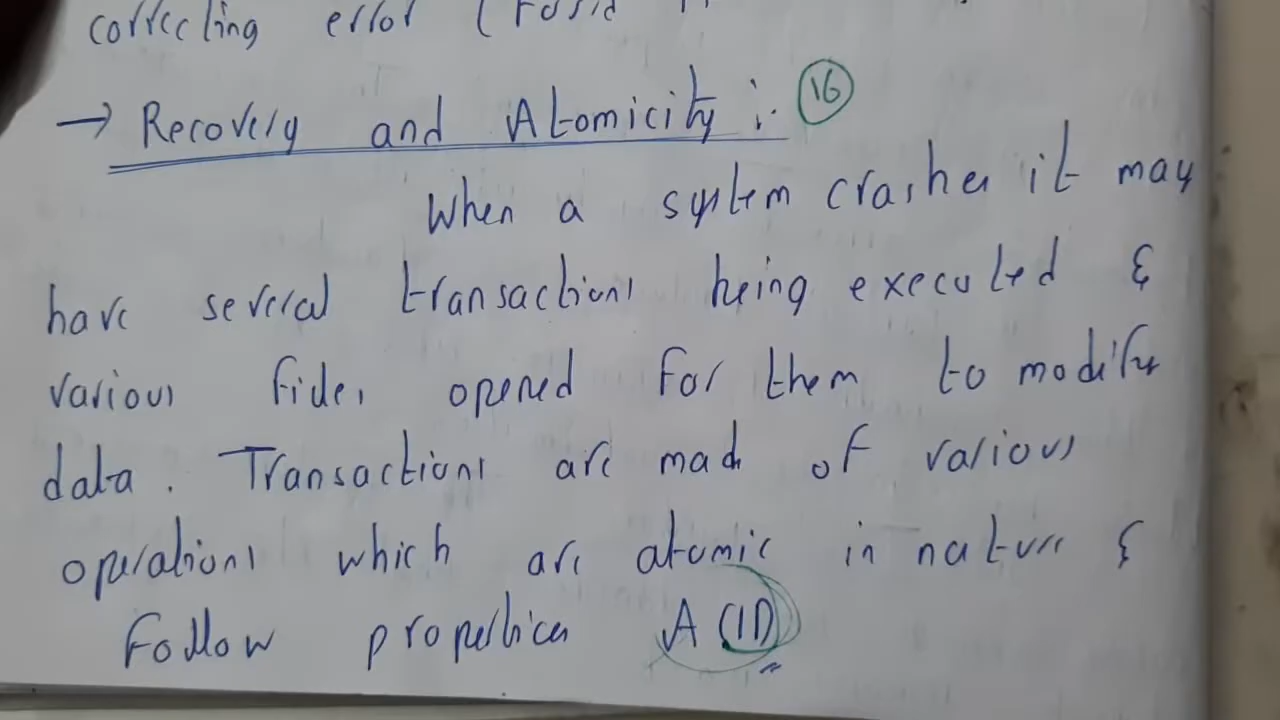 correcting error (
→ Recovery and Atomicity :- 16
When a system crashes it may
have several transactions being executed &
various files opened for them to modify
data. Transactions are made of various
operations which are atomic in nature &
Follow properties ACID